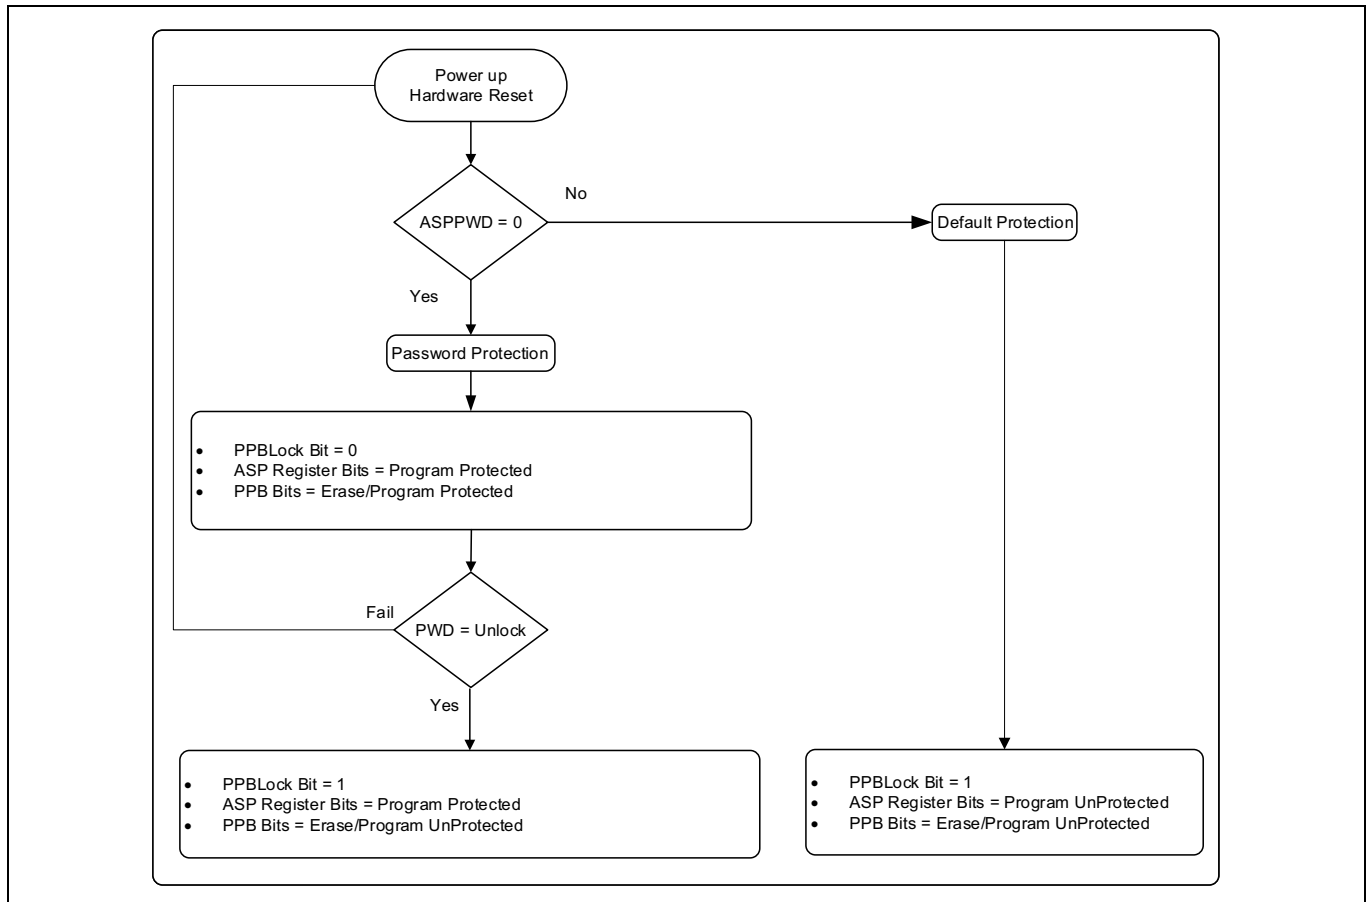 Power up
Hardware Reset
No
ASPPWD = 0
Default Protection
Yes
Password Protection
• PPBLock Bit = 0
• ASP Register Bits = Program Protected
• PPB Bits = Erase/Program Protected
Fail
PWD = Unlock
Yes
• PPBLock Bit = 1
• ASP Register Bits = Program Protected
• PPB Bits = Erase/Program UnProtected
• PPBLock Bit = 1
• ASP Register Bits = Program UnProtected
• PPB Bits = Erase/Program UnProtected